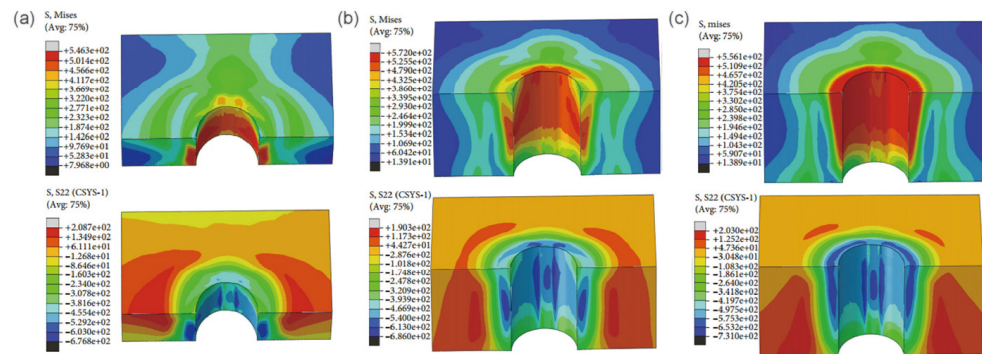 (a)
S, Mises
(Avg: 75%)
+5.463e+02
+5.014e+02
+4.566e+02
+4.117e+02
+3.669e+02
+3.220e+02
+2.771e+02
+2.323e+02
+1.874e+02
+1.426e+02
+9.769e+01
+5.283e+01
+7.968e+00
S, S22 (CSYS-1)
(Avg: 75%)
+2.087e+02
+1.349e+02
+6.111e+01
-1.268e+01
-8.646e+01
-1.603e+02
-2.340e+02
-3.078e+02
-3.816e+02
-4.554e+02
-5.292e+02
-6.030e+02
-6.768e+02
(b)
S, Mises
(Avg: 75%)
+5.720e+02
+5.255e+02
+4.790e+02
+4.325e+02
+3.860e+02
+3.395e+02
+2.930e+02
+2.464e+02
+1.999e+02
+1.534e+02
+1.069e+02
+6.042e+01
+1.391e+01
S, S22 (CSYS-1)
(Avg: 75%)
+1.903e+02
+1.173e+02
+4.427e+01
-2.876e+01
-1.018e+02
-1.748e+02
-2.478e+02
-3.209e+02
-3.939e+02
-4.669e+02
-5.400e+02
-6.130e+02
-6.860e+02
(c)
S, mises
(Avg: 75%)
+5.561e+02
+5.109e+02
+4.657e+02
+4.205e+02
+3.754e+02
+3.302e+02
+2.850e+02
+2.398e+02
+1.946e+02
+1.494e+02
+1.043e+02
+5.907e+01
+1.389e+01
S, S22 (CSYS-1)
(Avg: 75%)
+2.030e+02
+1.252e+02
+4.736e+01
-3.048e+01
-1.083e+02
-1.861e+02
-2.640e+02
-3.418e+02
-4.197e+02
-4.975e+02
-5.753e+02
-6.532e+02
-7.310e+02